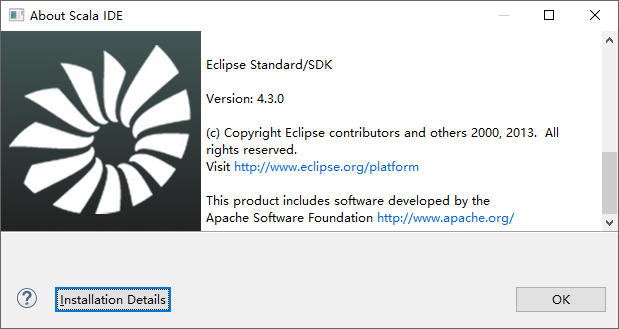 About Scala IDE
Eclipse Standard/SDK
Version: 4.3.0
(c) Copyright Eclipse contributors and others 2000, 2013.  All
rights reserved.
Visit http://www.eclipse.org/platform
This product includes software developed by the
Apache Software Foundation http://www.apache.org/
?
Installation Details
OK